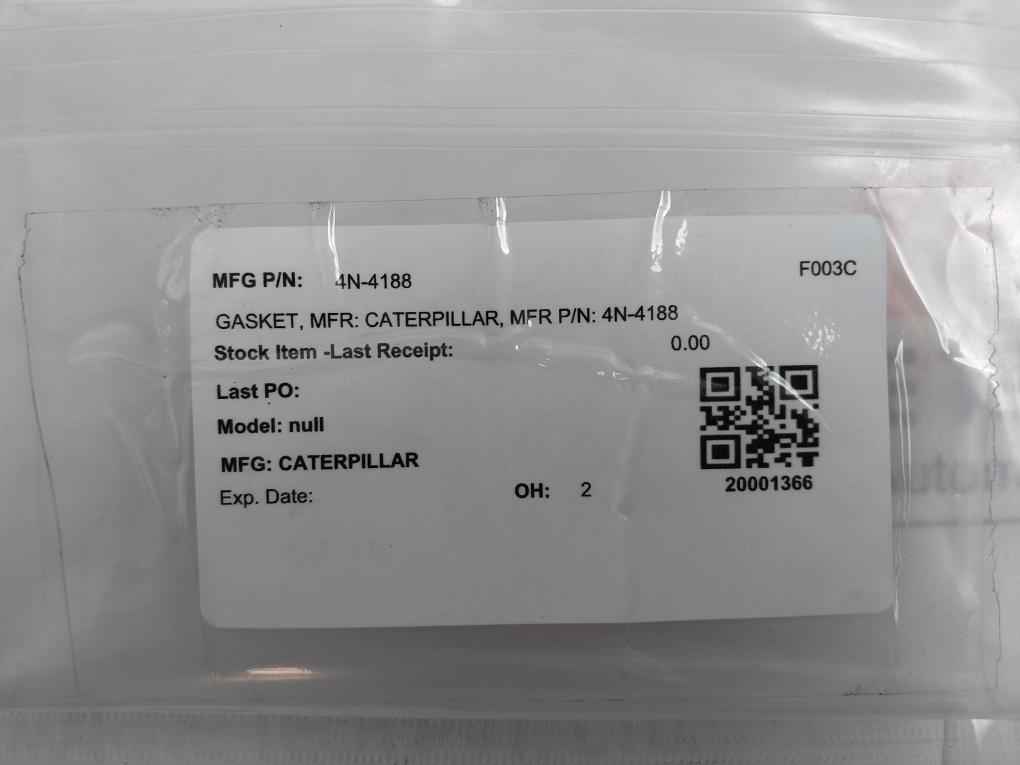 MFG P/N: 4N-4188 F003C
GASKET, MFR: CATERPILLAR, MFR P/N: 4N-4188
Stock Item -Last Receipt: 0.00
Last PO:
Model: null
MFG: CATERPILLAR
20001366
Exp. Date: OH: 2